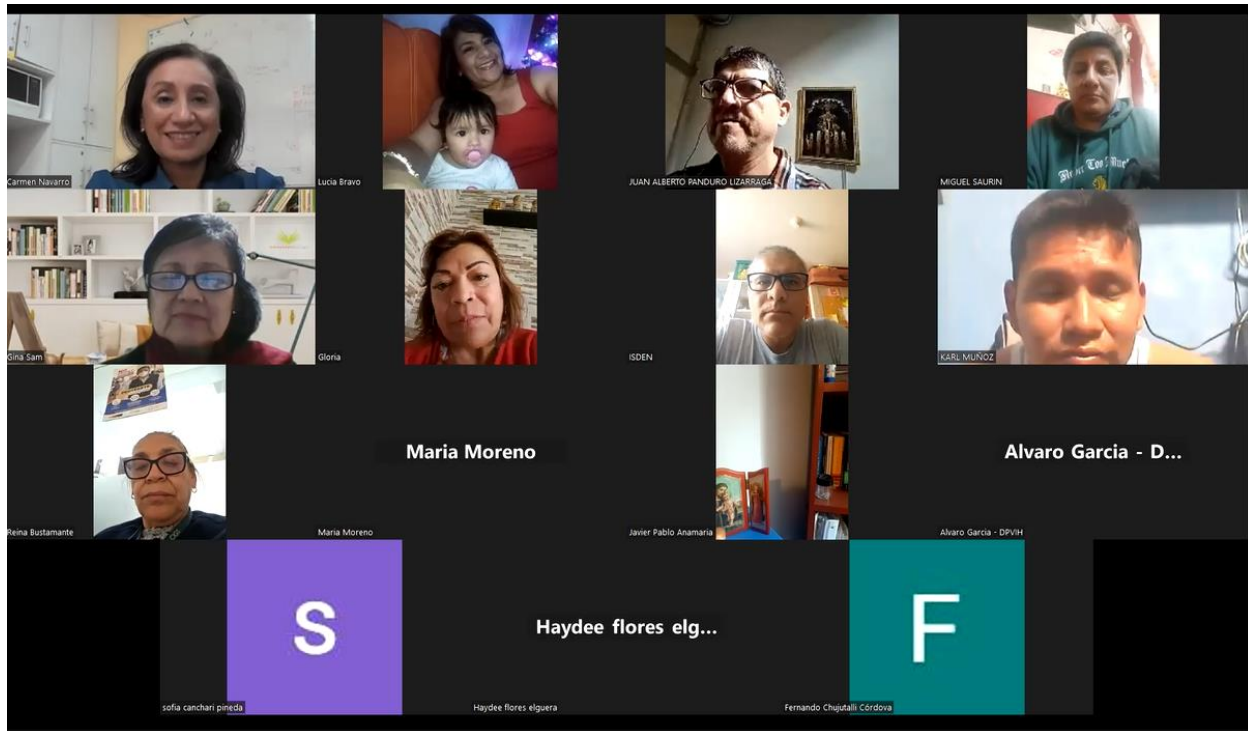 Carmen Navarro
Lucia Bravo
JUAN ALBERTO PANDURO LIZARRAGA
MIGUEL SAURIN
Gina Sam
Gloria
ISDEN
KARL MUÑOZ
Reina Bustamante
Maria Moreno
Maria Moreno
Javier Pablo Anamaria
Alvaro Garcia - D...
Alvaro Garcia - DPVIH
S
sofia canchari pineda
Haydee flores elg...
Haydee flores elguera
F
Fernando Chujutalli Córdova